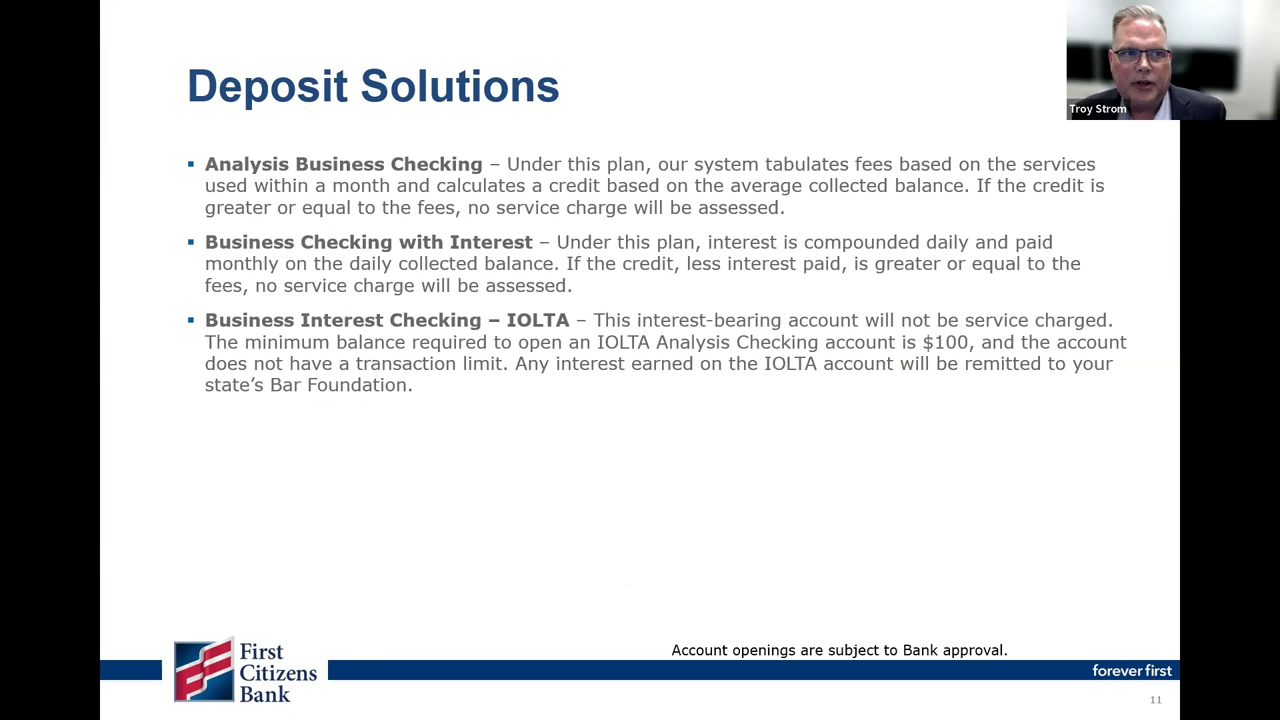 Deposit Solutions
Troy Strom
▪ Analysis Business Checking – Under this plan, our system tabulates fees based on the services
used within a month and calculates a credit based on the average collected balance. If the credit is
greater or equal to the fees, no service charge will be assessed.
▪ Business Checking with Interest – Under this plan, interest is compounded daily and paid
monthly on the daily collected balance. If the credit, less interest paid, is greater or equal to the
fees, no service charge will be assessed.
▪ Business Interest Checking – IOLTA – This interest-bearing account will not be service charged.
The minimum balance required to open an IOLTA Analysis Checking account is $100, and the account
does not have a transaction limit. Any interest earned on the IOLTA account will be remitted to your
state’s Bar Foundation.
Account openings are subject to Bank approval.
First
Citizens
Bank
forever first
11